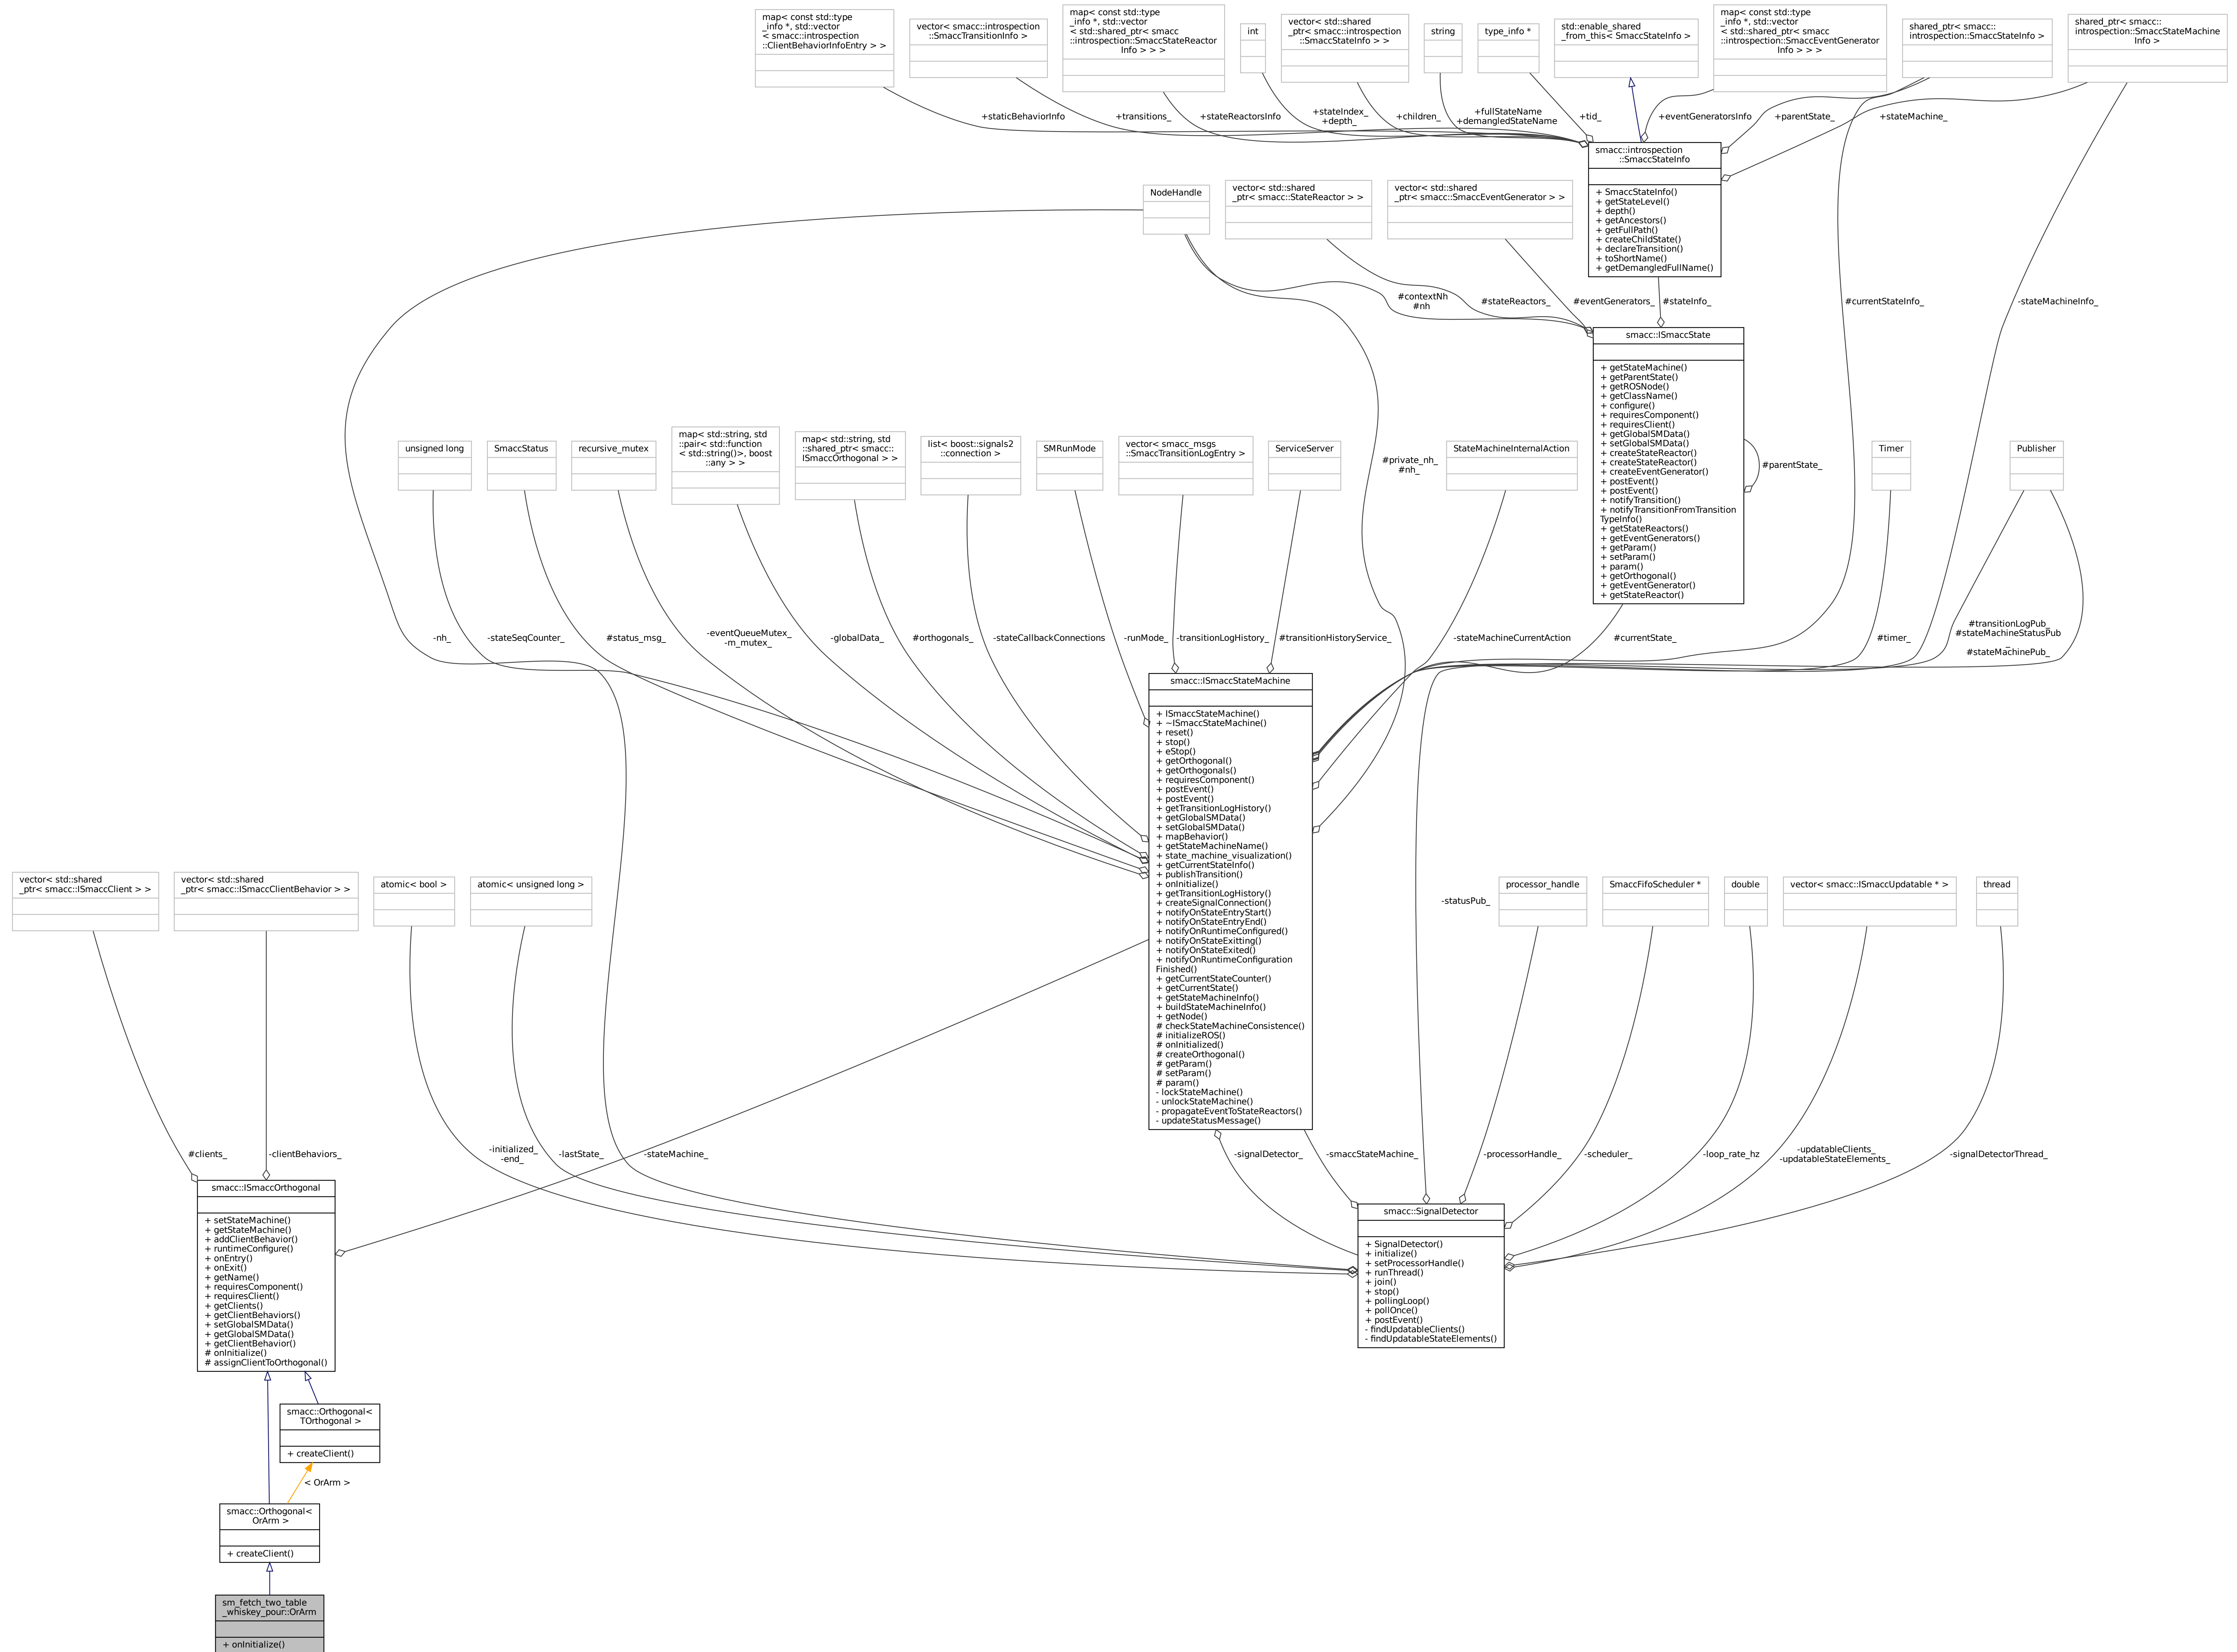 map< const std::type
_info *, std::vector
< smacc::introspection
::ClientBehaviorInfoEntry > >
vector< smacc::introspection
::SmaccTransitionInfo >
map< const std::type
_info *, std::vector
< std::shared_ptr< smacc
::introspection::SmaccStateReactor
Info > > >
int
vector< std::shared
_ptr< smacc::introspection
::SmaccStateInfo > >
string
type_info *
std::enable_shared
_from_this< SmaccStateInfo >
map< const std::type
_info *, std::vector
< std::shared_ptr< smacc
::introspection::SmaccEventGenerator
Info > > >
shared_ptr< smacc::
introspection::SmaccStateInfo >
shared_ptr< smacc::
introspection::SmaccStateMachine
Info >
+staticBehaviorInfo
+transitions_
+stateReactorsInfo
+stateIndex_
+depth_
+children_
+fullStateName
+demangledStateName
+tid_
+eventGeneratorsInfo
+parentState_
+stateMachine_
smacc::introspection
::SmaccStateInfo
+ SmaccStateInfo()
+ getStateLevel()
+ depth()
+ getAncestors()
+ getFullPath()
+ createChildState()
+ declareTransition()
+ toShortName()
+ getDemangledFullName()
NodeHandle
vector< std::shared
_ptr< smacc::StateReactor > >
vector< std::shared
_ptr< smacc::SmaccEventGenerator > >
#contextNh
#nh
#stateReactors_
#eventGenerators_
#stateInfo_
#currentStateInfo_
-stateMachineInfo_
smacc::ISmaccState
+ getStateMachine()
+ getParentState()
+ getROSNode()
+ getClassName()
+ configure()
+ requiresComponent()
+ requiresClient()
+ getGlobalSMData()
+ setGlobalSMData()
+ createStateReactor()
+ createStateReactor()
+ createEventGenerator()
+ postEvent()
+ postEvent()
+ notifyTransition()
+ notifyTransitionFromTransition
TypeInfo()
+ getStateReactors()
+ getEventGenerators()
+ getParam()
+ setParam()
+ param()
+ getOrthogonal()
+ getEventGenerator()
+ getStateReactor()
#parentState_
unsigned long
SmaccStatus
recursive_mutex
map< std::string, std
::pair< std::function
< std::string()>, boost
::any > >
map< std::string, std
::shared_ptr< smacc::
ISmaccOrthogonal > >
list< boost::signals2
::connection >
SMRunMode
vector< smacc_msgs
::SmaccTransitionLogEntry >
ServiceServer
#private_nh_
#nh_
StateMachineInternalAction
Timer
Publisher
-nh_
-stateSeqCounter_
#status_msg_
-eventQueueMutex_
-m_mutex_
-globalData_
#orthogonals_
-stateCallbackConnections
-runMode_
-transitionLogHistory_
#transitionHistoryService_
-stateMachineCurrentAction
#currentState_
#timer_
#transitionLogPub_
#stateMachineStatusPub
_
#stateMachinePub_
smacc::ISmaccStateMachine
+ ISmaccStateMachine()
+ ~ISmaccStateMachine()
+ reset()
+ stop()
+ eStop()
+ getOrthogonal()
+ getOrthogonals()
+ requiresComponent()
+ postEvent()
+ postEvent()
+ getTransitionLogHistory()
+ getGlobalSMData()
+ setGlobalSMData()
+ mapBehavior()
+ getStateMachineName()
+ state_machine_visualization()
+ getCurrentStateInfo()
+ publishTransition()
+ onInitialize()
+ getTransitionLogHistory()
+ createSignalConnection()
+ notifyOnStateEntryStart()
+ notifyOnStateEntryEnd()
+ notifyOnRuntimeConfigured()
+ notifyOnStateExitting()
+ notifyOnStateExited()
+ notifyOnRuntimeConfiguration
Finished()
+ getCurrentStateCounter()
+ getCurrentState()
+ getStateMachineInfo()
+ buildStateMachineInfo()
+ getNode()
# checkStateMachineConsistence()
# initializeROS()
# onInitialized()
# createOrthogonal()
# getParam()
# setParam()
# param()
- lockStateMachine()
- unlockStateMachine()
- propagateEventToStateReactors()
- updateStatusMessage()
vector< std::shared
_ptr< smacc::ISmaccClient > >
vector< std::shared
_ptr< smacc::ISmaccClientBehavior > >
atomic< bool >
atomic< unsigned long >
-statusPub_
processor_handle
SmaccFifoScheduler *
double
vector< smacc::ISmaccUpdatable * >
thread
#clients_
-clientBehaviors_
-initialized_
-end_
-lastState_
-stateMachine_
-signalDetector_
-smaccStateMachine_
-processorHandle_
-scheduler_
-loop_rate_hz
-updatableClients_
-updatableStateElements_
-signalDetectorThread_
smacc::ISmaccOrthogonal
+ setStateMachine()
+ getStateMachine()
+ addClientBehavior()
+ runtimeConfigure()
+ onEntry()
+ onExit()
+ getName()
+ requiresComponent()
+ requiresClient()
+ getClients()
+ getClientBehaviors()
+ setGlobalSMData()
+ getGlobalSMData()
+ getClientBehavior()
# onInitialize()
# assignClientToOrthogonal()
smacc::SignalDetector
+ SignalDetector()
+ initialize()
+ setProcessorHandle()
+ runThread()
+ join()
+ stop()
+ pollingLoop()
+ pollOnce()
+ postEvent()
- findUpdatableClients()
- findUpdatableStateElements()
smacc::Orthogonal<
TOrthogonal >
+ createClient()
< OrArm >
smacc::Orthogonal<
OrArm >
+ createClient()
sm_fetch_two_table
_whiskey_pour::OrArm
+ onInitialize()